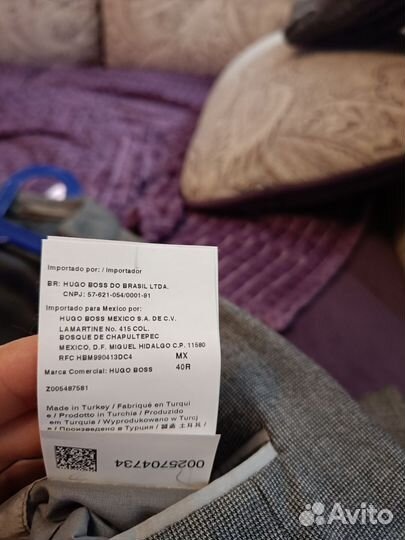 Importado por: / Importador
BR: HUGO BOSS DO BRASIL LTDA.
CNPJ: 57-621-054/0001-91
Importado para Mexico por:
HUGO BOSS MEXICO S.A. DE C.V.
LAMARTINE No. 415 COL.
BOSQUE DE CHAPULTEPEC
MEXICO, D.F. MIGUEL HIDALGO C.P. 11580
RFC HBM990413DC4 MX
Marca Comercial: HUGO BOSS 40R
Z005487581
Made in Turkey / Fabriqué en Turqui
e / Prodotto in Turchia / Produzido
em Turquia / Wyprodukowano w Turcj
e / Произведено в Турции /
0025704734
Avito